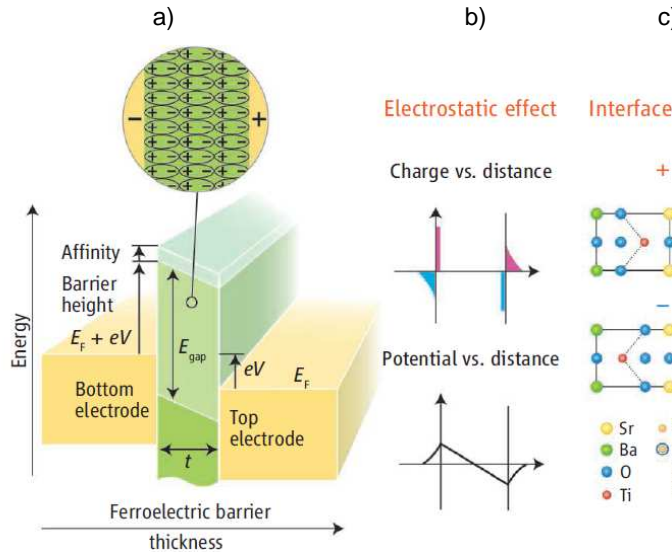 a)
b)
c)
Electrostatic effect
Interface
Charge vs. distance
+
−
+
Affinity
Barrier
height
Energy
E_F + eV
E_gap
eV
E_F
Potential vs. distance
−
Bottom
electrode
Top
electrode
t
Sr
Ba
O
Ti
Ferroelectric barrier
thickness